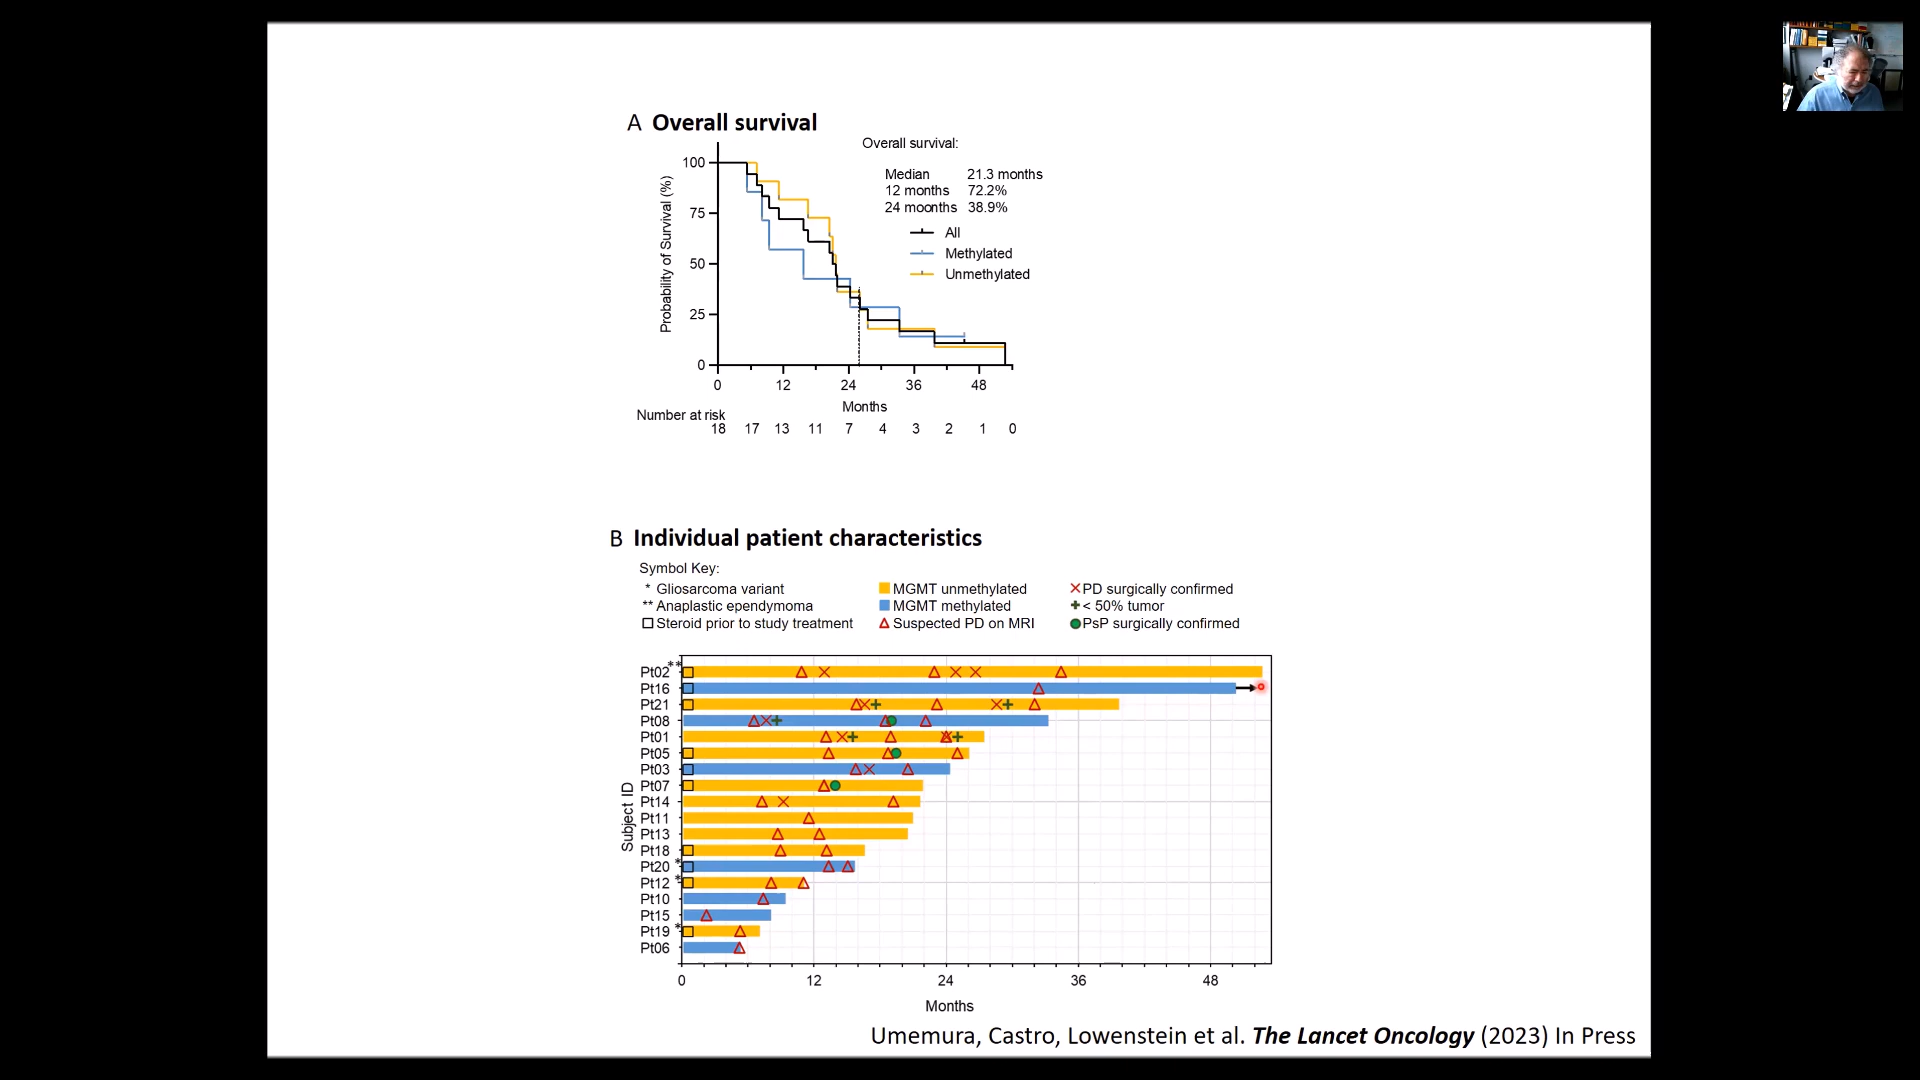 A Overall survival
Overall survival:
Median 21.3 months
12 months 72.2%
24 moonths 38.9%
All
Methylated
Unmethylated
Probability of Survival (%)
100
75
50
25
0
0 12 24 36 48
Months
Number at risk
18 17 13 11 7 4 3 2 1 0
B Individual patient characteristics
Symbol Key:
* Gliosarcoma variant
** Anaplastic ependymoma
Steroid prior to study treatment
MGMT unmethylated
MGMT methylated
Suspected PD on MRI
PD surgically confirmed
< 50% tumor
PsP surgically confirmed
Subject ID
Pt02**
Pt16
Pt21
Pt08
Pt01
Pt05
Pt03
Pt07
Pt14
Pt11
Pt13
Pt18
Pt20*
Pt12*
Pt10
Pt15
Pt19*
Pt06
0 12 24 36 48
Months
Umemura, Castro, Lowenstein et al. The Lancet Oncology (2023) In Press